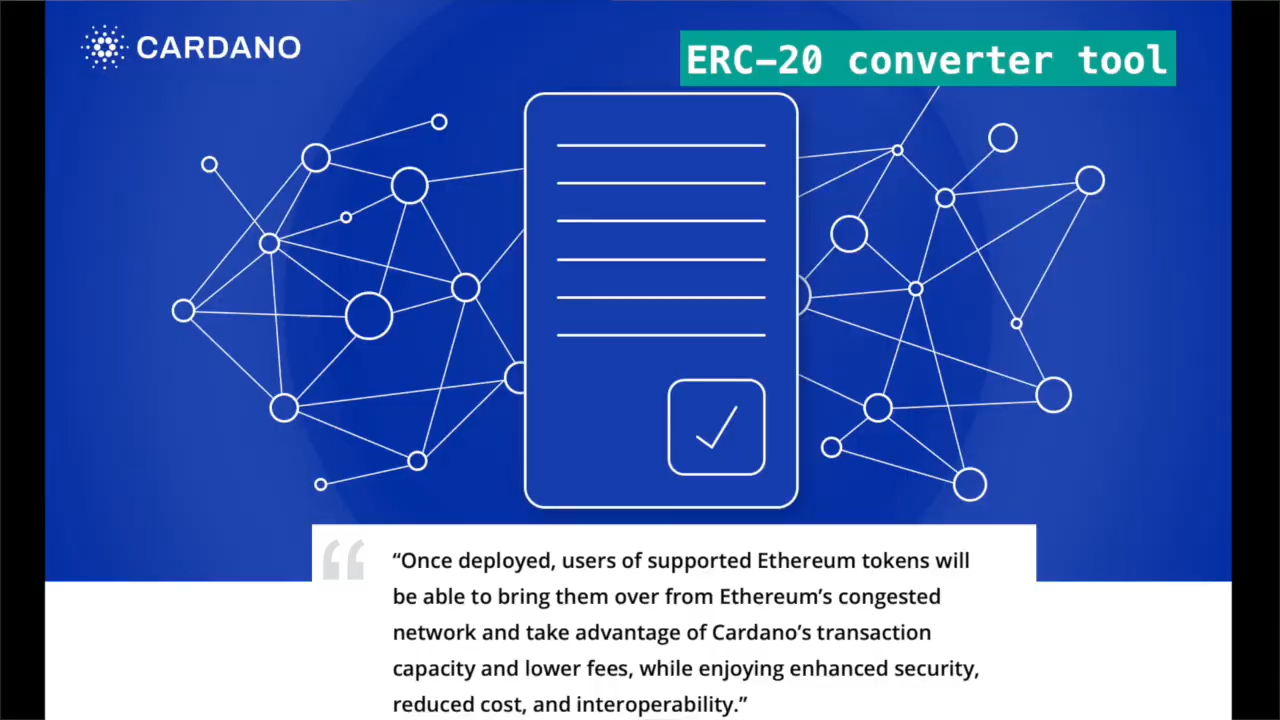 CARDANO
ERC–20 converter tool
“Once deployed, users of supported Ethereum tokens will
be able to bring them over from Ethereum’s congested
network and take advantage of Cardano’s transaction
capacity and lower fees, while enjoying enhanced security,
reduced cost, and interoperability.”